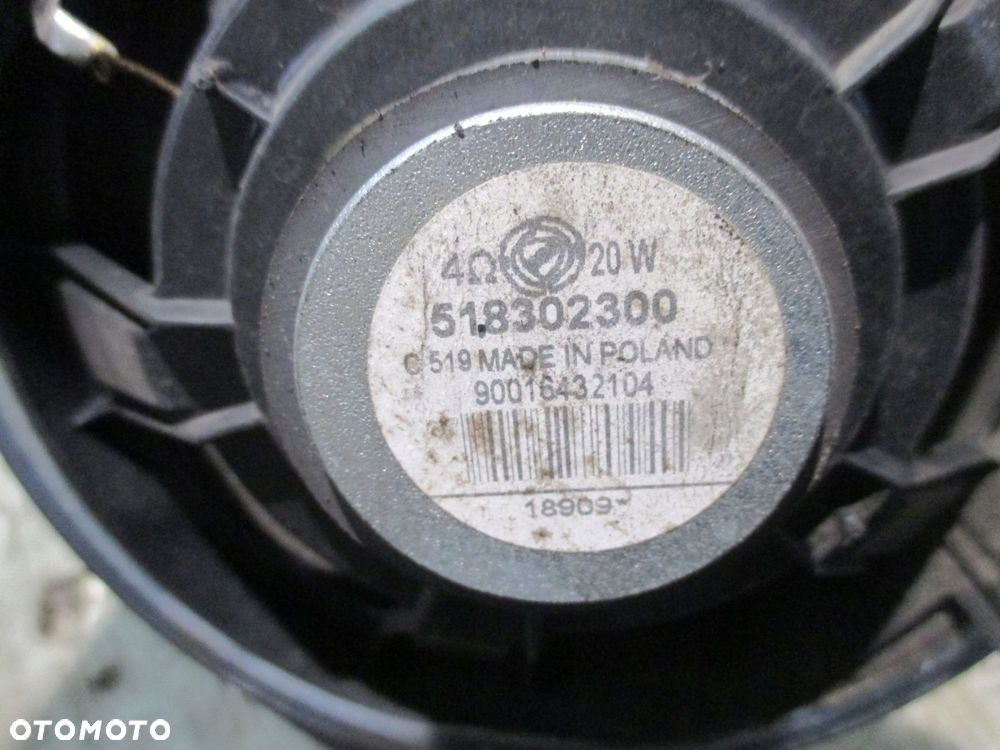 4Ω 20 W
518302300
C 519 MADE IN POLAND
90016432104
18909
OTOMOTO